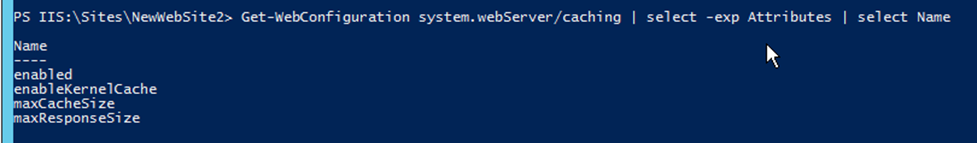 PS IIS:\Sites\NewWebSite2> Get-WebConfiguration system.webServer/caching | select -exp Attributes | select Name
Name
----
enabled
enableKernelCache
maxCacheSize
maxResponseSize